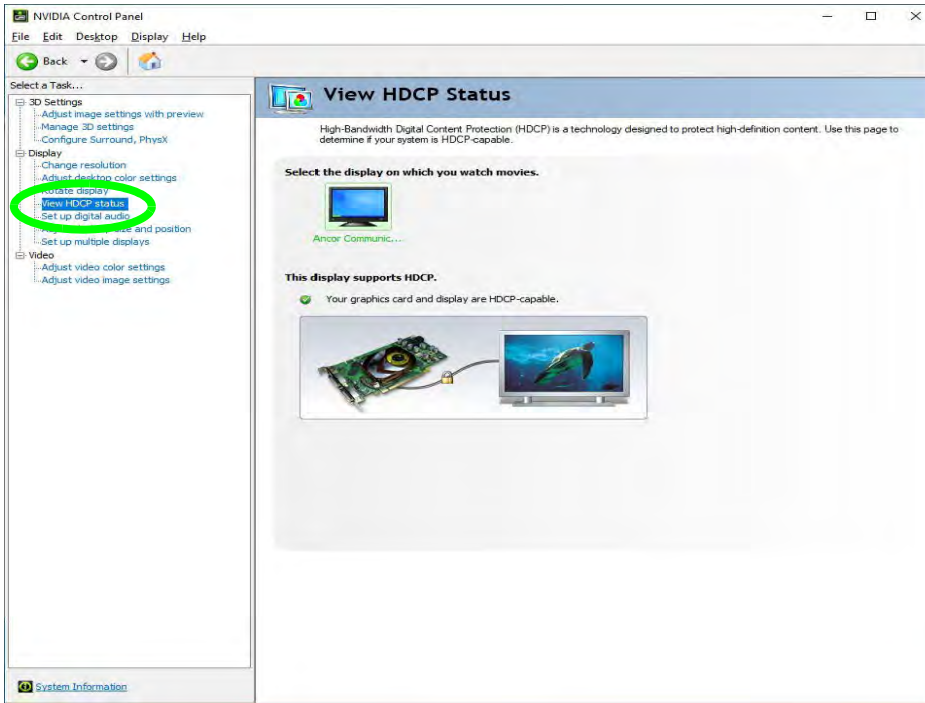 NVIDIA Control Panel
File Edit Desktop Display Help
Back
Select a Task...
3D Settings
Adjust image settings with preview
Manage 3D settings
Configure Surround, PhysX
Display
Change resolution
Adjust desktop color settings
Rotate display
View HDCP status
Set up digital audio
size and position
Set up multiple displays
Video
Adjust video color settings
Adjust video image settings
System Information
View HDCP Status
High-Bandwidth Digital Content Protection (HDCP) is a technology designed to protect high-definition content. Use this page to
determine if your system is HDCP-capable.
Select the display on which you watch movies.
Ancor Communic...
This display supports HDCP.
Your graphics card and display are HDCP-capable.